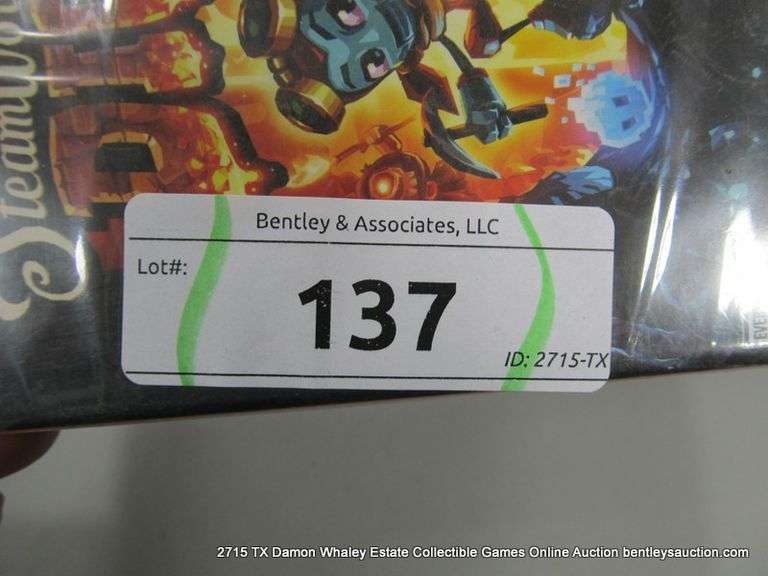 Bentley & Associates, LLC
Lot#:
137
ID: 2715-TX
2715 TX Damon Whaley Estate Collectible Games Online Auction bentleysauction.com